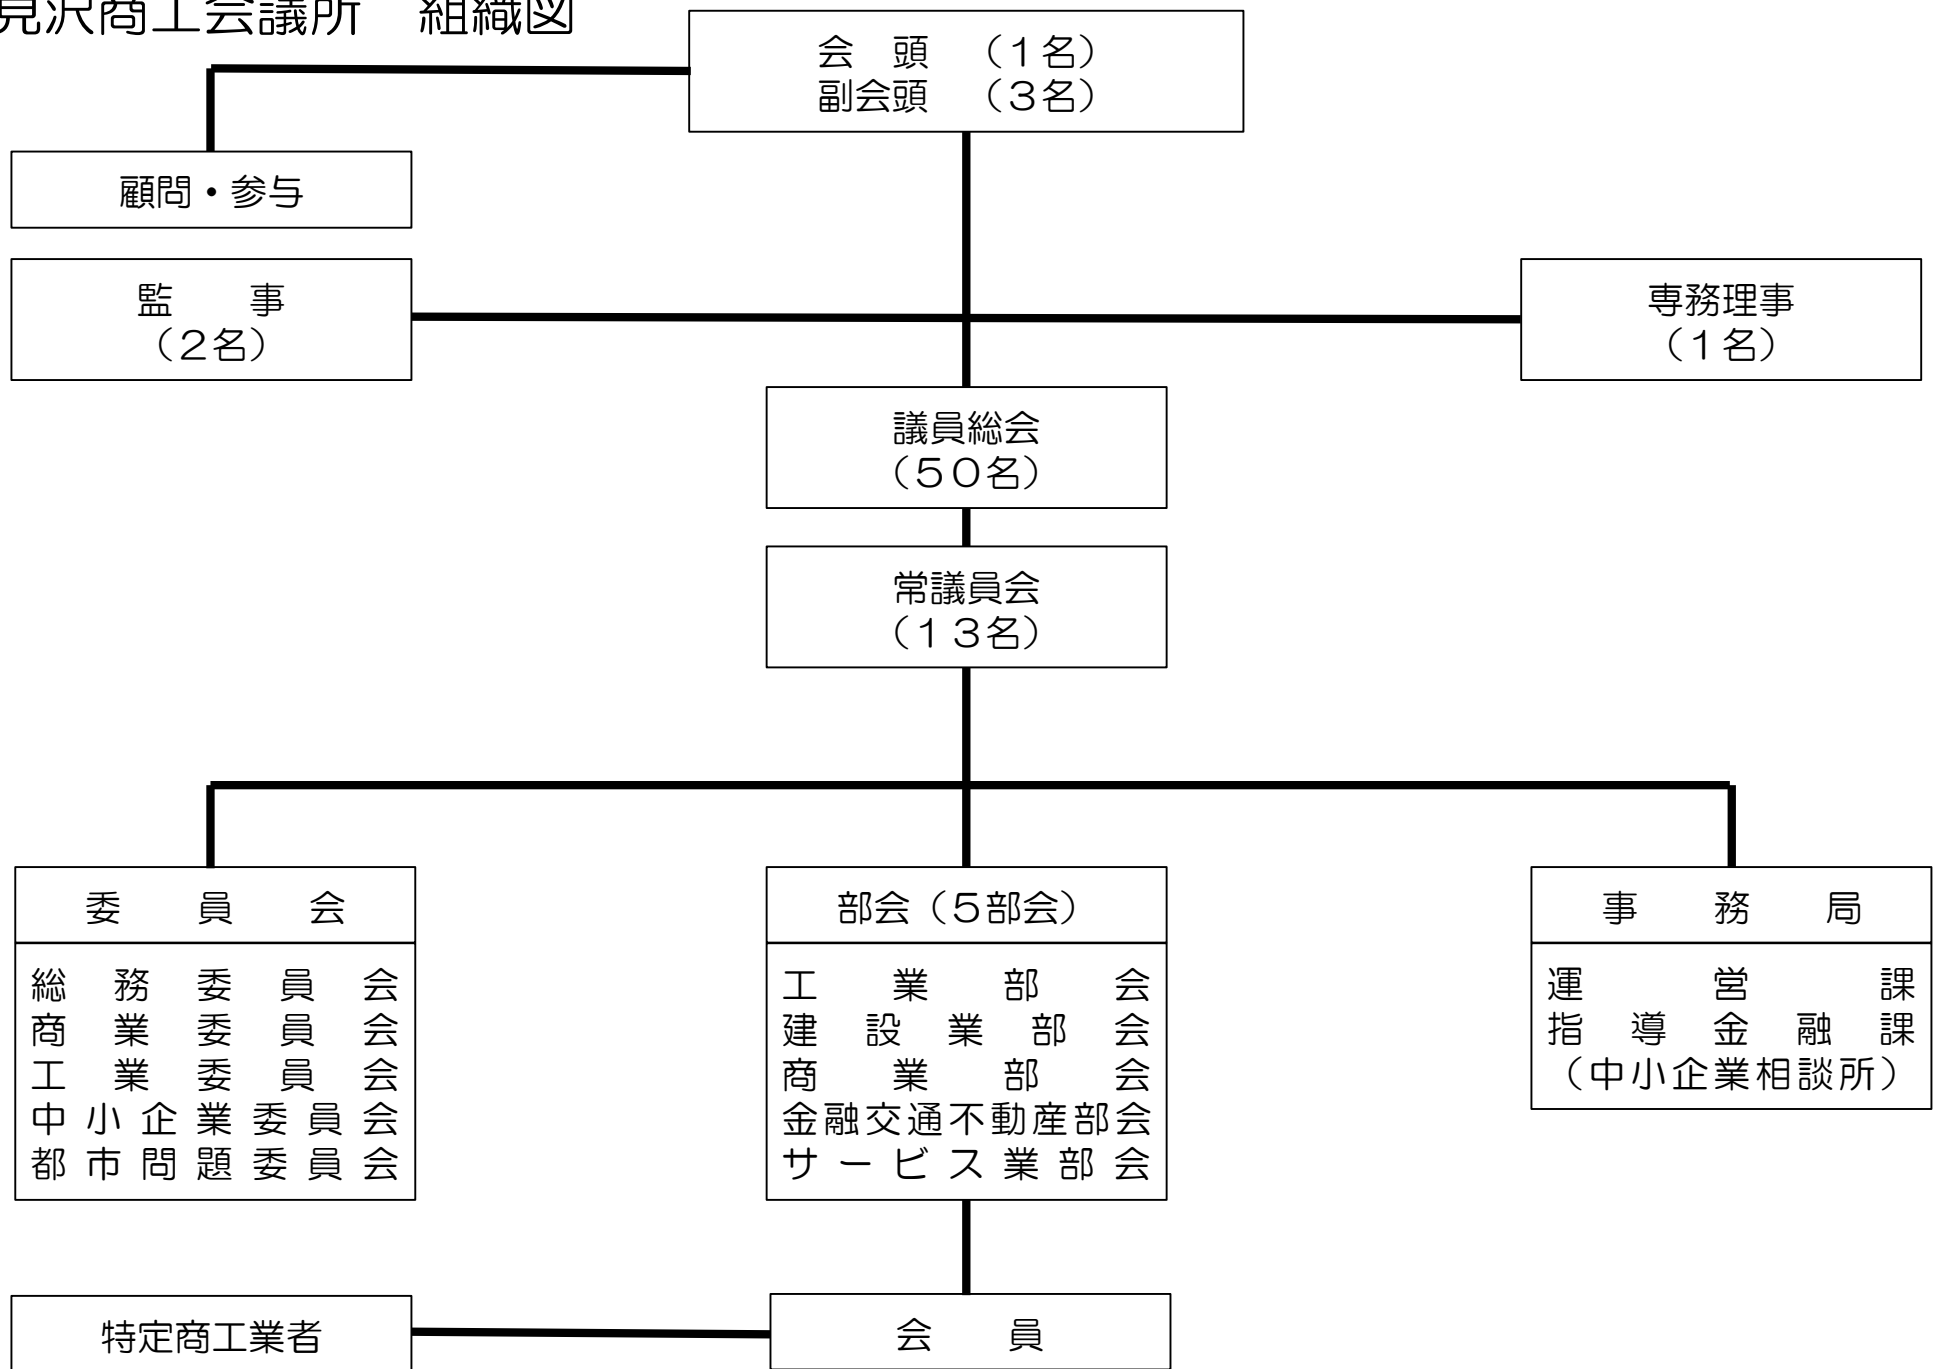 見沢商工会議所　組織図
会　頭　（１名）
副会頭　（３名）
顧問・参与
監　　事
（２名）
専務理事
（１名）
議員総会
（５０名）
常議員会
（１３名）
委　員　会
総務委員会
商業委員会
工業委員会
中小企業委員会
都市問題委員会
部会（５部会）
工業部会
建設業部会
商業部会
金融交通不動産部会
サービス業部会
事　務　局
運営課
指導金融課
（中小企業相談所）
特定商工業者
会　　員